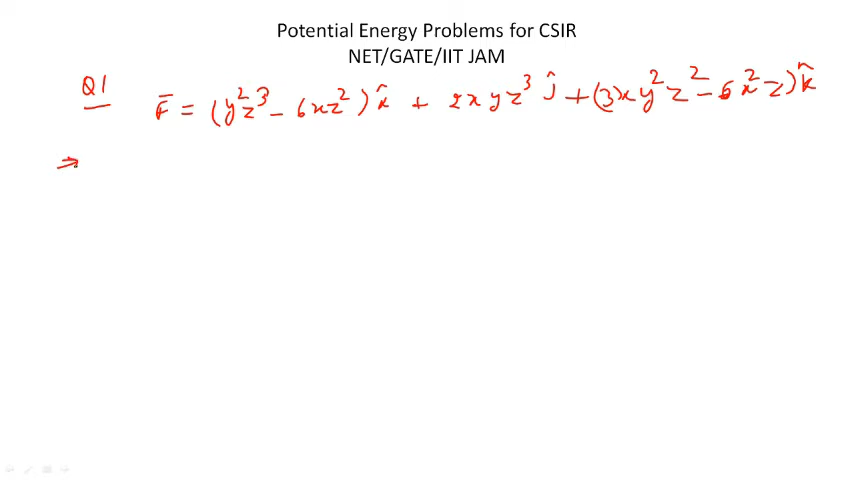 Potential Energy Problems for CSIR
NET/GATE/IIT JAM
Q1
F̄ = (y²z³ - 6xz²) x̂ + 2xyz³ ĵ + (3xy²z² - 6x²z) k̂
⇒